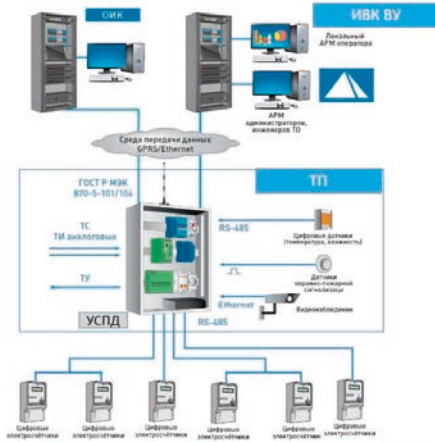 ОИК
ИВК ВУ
Локальный
АРМ оператора
АРМ
администраторов,
инженеров ТО
Среда передачи данных
GPRS/Ethernet
ГОСТ Р МЭК
870-5-101/104
ТП
ТС
ТИ аналоговые
ТУ
RS-485
Цифровые датчики
(температура, влажность)
Датчики
охранно-пожарной
сигнализаци
Ethernet
Видеонаблюдение
УСПД
RS-485
Цифровые
электросчётчики
Цифровые
электросчётчики
Цифровые
электросчётчики
Цифровые
электросчётчики
Цифровые
электросчётчики
Цифровые
электросчётчики